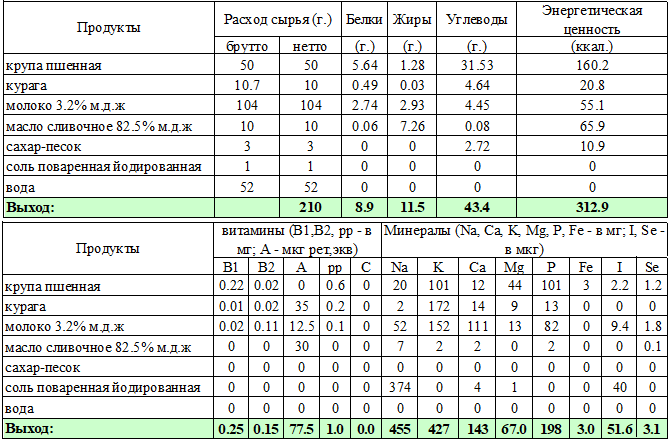 Продукты Расход сырья (г.) Белки Жиры Углеводы Энергетическая ценность
брутто нетто (г.) (г.) (г.) (ккал.)
крупа пшенная 50 50 5.64 1.28 31.53 160.2
курага 10.7 10 0.49 0.03 4.64 20.8
молоко 3.2% м.д.ж 104 104 2.74 2.93 4.45 55.1
масло сливочное 82.5% м.д.ж 10 10 0.06 7.26 0.08 65.9
сахар-песок 3 3 0 0 2.72 10.9
соль поваренная йодированная 1 1 0 0 0 0
вода 52 52 0 0 0 0
Выход: 210 8.9 11.5 43.4 312.9
Продукты витамины (B1,B2, pp - в мг; А - мкг рет,экв) Минералы (Na, Ca, K, Mg, P, Fe - в мг; I, Se - в мкг)
B1 B2 A pp C Na K Ca Mg P Fe I Se
крупа пшенная 0.22 0.02 0 0.6 0 20 101 12 44 101 3 2.2 1.2
курага 0.01 0.02 35 0.2 0 2 172 14 9 13 0 0 0
молоко 3.2% м.д.ж 0.02 0.11 12.5 0.1 0 52 152 111 13 82 0 9.4 1.8
масло сливочное 82.5% м.д.ж 0 0 30 0 0 7 2 2 0 2 0 0 0.1
сахар-песок 0 0 0 0 0 0 0 0 0 0 0 0 0
соль поваренная йодированная 0 0 0 0 0 374 0 4 1 0 0 40 0
вода 0 0 0 0 0 0 0 0 0 0 0 0 0
Выход: 0.25 0.15 77.5 1.0 0.0 455 427 143 67.0 198 3.0 51.6 3.1